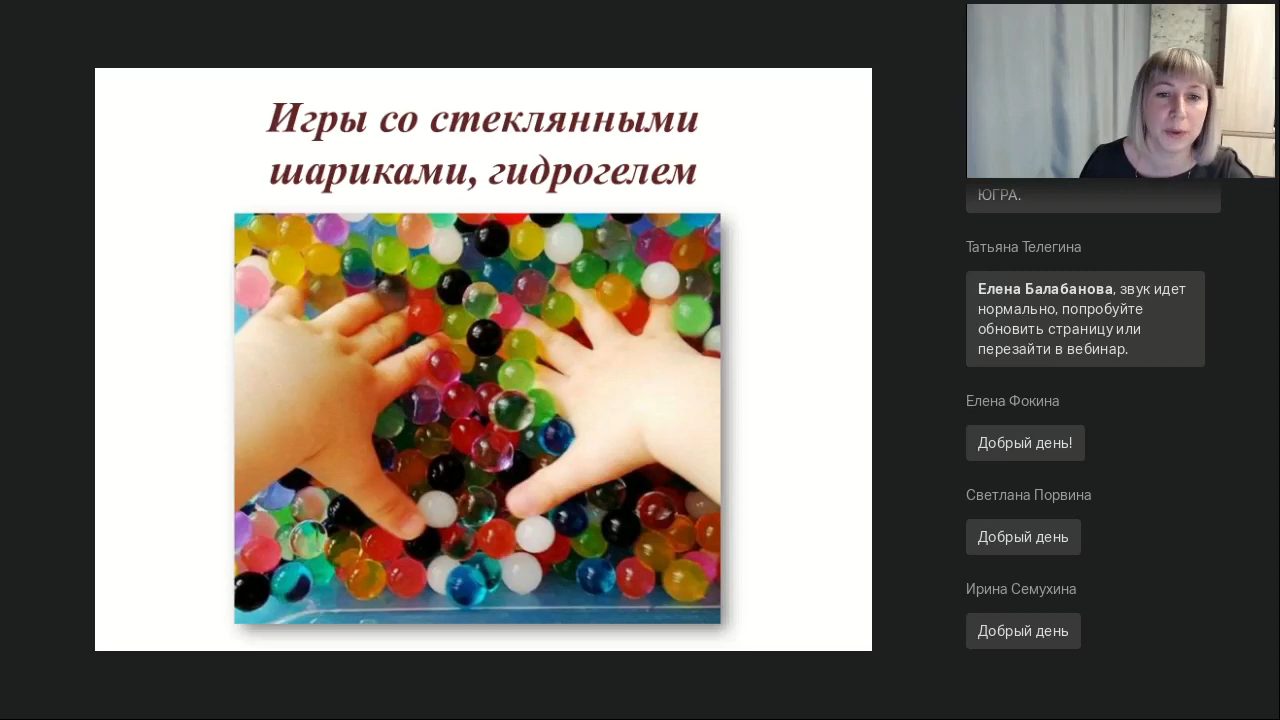 Игры со стеклянными
шариками, гидрогелем
ЮГРА.
Татьяна Телегина
Елена Балабанова, звук идет
нормально, попробуйте
обновить страницу или
перезайти в вебинар.
Елена Фокина
Добрый день!
Светлана Порвина
Добрый день
Ирина Семухина
Добрый день